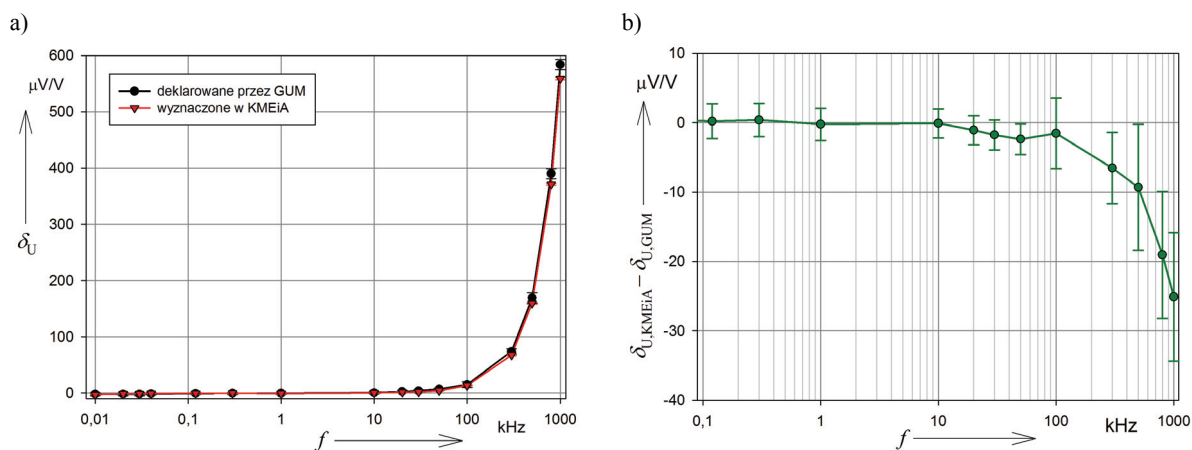 a)
600
μV/V
500
400
300
200
100
0
δU
deklarowane przez GUM
wyznaczone w KMEiA
0,01
0,1
1
10
100
1000
kHz
f
b)
10
μV/V
0
-10
-20
-30
-40
δU,KMEiA – δU,GUM
0,1
1
10
100
1000
kHz
f